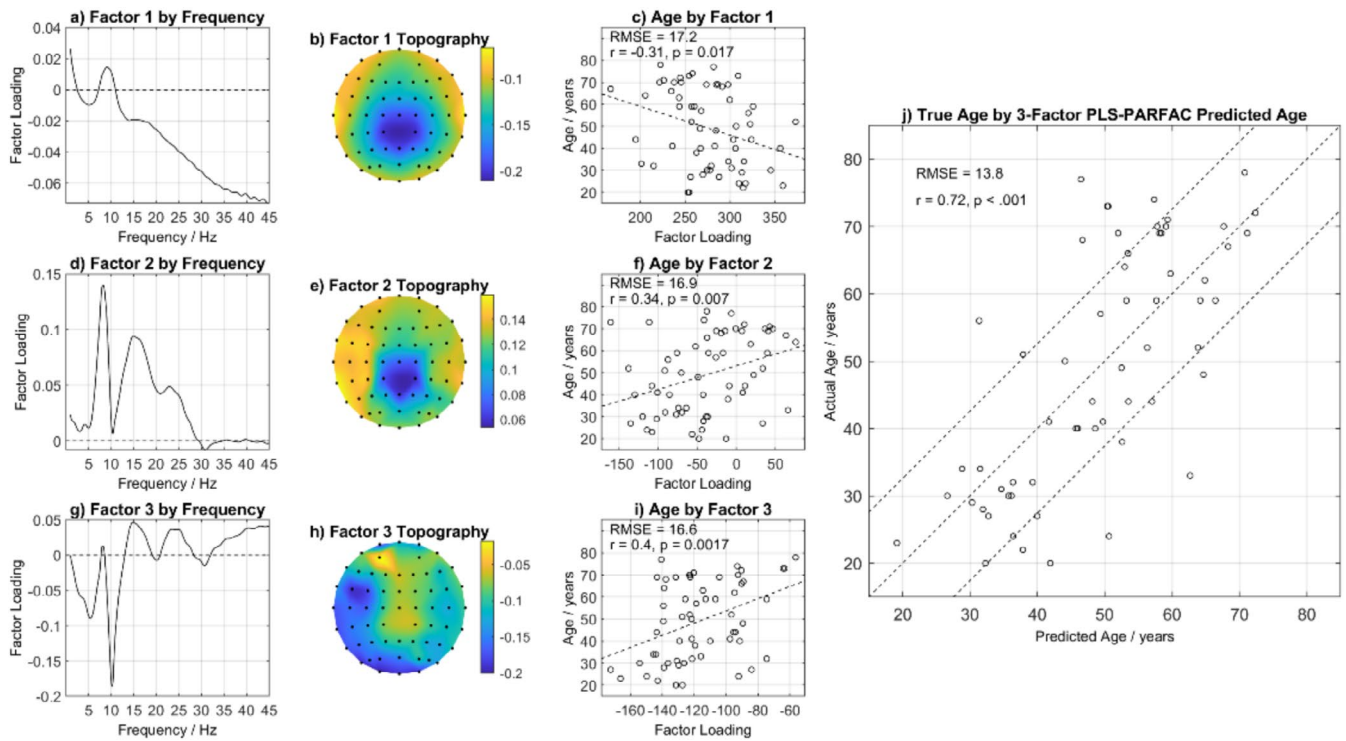 a) Factor 1 by Frequency
0.04
0.02
0
-0.02
-0.04
-0.06
Factor Loading
5 10 15 20 25 30 35 40 45
Frequency / Hz
b) Factor 1 Topography
-0.1
-0.15
-0.2
c) Age by Factor 1
RMSE = 17.2
r = -0.31, p = 0.017
90
80
70
60
50
40
30
20
Age / years
200 250 300 350
Factor Loading
d) Factor 2 by Frequency
0.15
0.1
0.05
0
Factor Loading
5 10 15 20 25 30 35 40 45
Frequency / Hz
e) Factor 2 Topography
0.14
0.12
0.1
0.08
0.06
f) Age by Factor 2
RMSE = 16.9
r = 0.34, p = 0.007
90
80
70
60
50
40
30
20
Age / years
-150 -100 -50 0 50
Factor Loading
g) Factor 3 by Frequency
0.05
0
-0.05
-0.1
-0.15
-0.2
Factor Loading
5 10 15 20 25 30 35 40 45
Frequency / Hz
h) Factor 3 Topography
-0.05
-0.1
-0.15
-0.2
i) Age by Factor 3
RMSE = 16.6
r = 0.4, p = 0.0017
90
80
70
60
50
40
30
20
Age / years
-160 -140 -120 -100 -80 -60
Factor Loading
j) True Age by 3-Factor PLS-PARFAC Predicted Age
RMSE = 13.8
r = 0.72, p < .001
80
70
60
50
40
30
20
Actual Age / years
20 30 40 50 60 70 80
Predicted Age / years